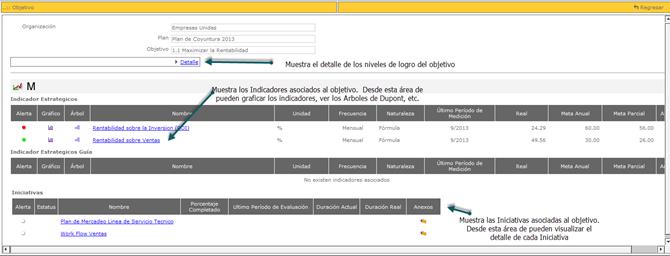 ...:: Objetivo
Regresar
Organización
Empresas Unidas
Plan
Plan de Coyuntura 2013
Objetivo
1.1 Maximizar la Rentabilidad
Detalle
Muestra el detalle de los niveles de logro del objetivo
M
Muestra los Indicadores asociados al objetivo. Desde esta área de
pueden graficar los indicadores, ver los Arboles de Dupont, etc.
Indicador Estrategicos
Alerta Gráfico Árbol Nombre Unidad Frecuencia Naturaleza Último Período de Medición Real Meta Anual Meta Parcial A
Rentabilidad sobre la Inversion (ROI) % Mensual Fórmula 9/2013 24.29 60.00 56.00
Rentabilidad sobre Ventas % Mensual Fórmula 9/2013 49.56 30.00 26.00
Indicador Estrategicos Guía
Alerta Gráfico Árbol Nombre Unidad Frecuencia Naturaleza Último Período de Medición Real Meta Anual Meta Parcial A
No existen indicadores asociados
Iniciativas
Alerta Estatus Nombre Porcentaje Completado Ultimo Período de Evaluación Duración Actual Duración Real Anexos
Plan de Mercadeo Linea de Servicio Tecnico
Work Flow Ventas
Muestra las Iniciativas asociadas al objetivo.
Desde esta área de pueden visualizar el
detalle de cada Iniciativa